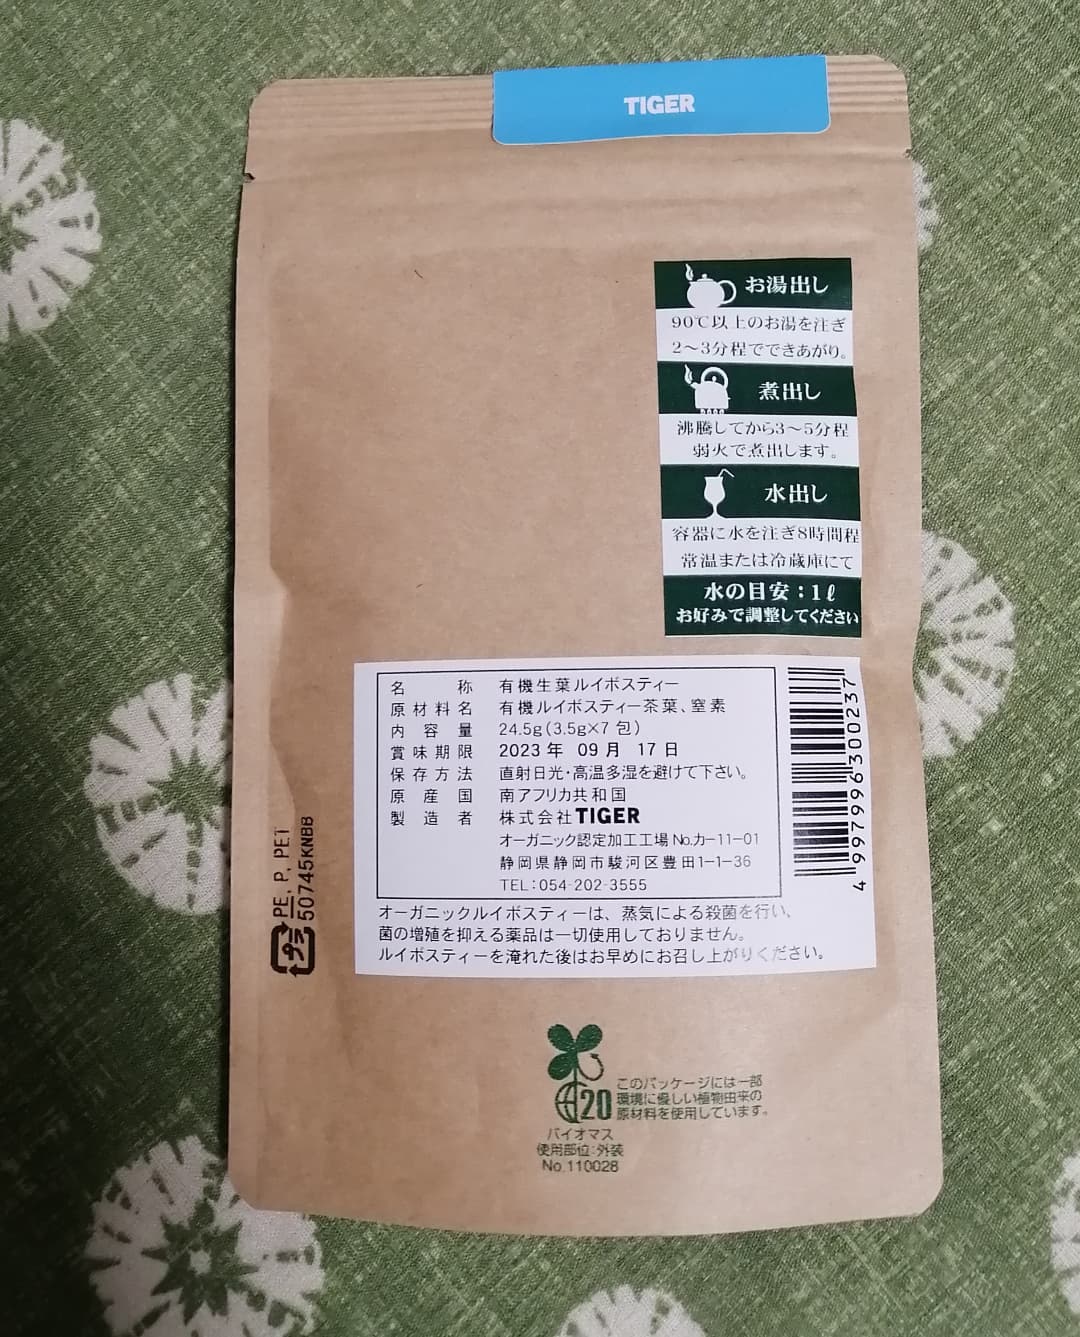 TIGER
お湯出し
90℃以上のお湯を注ぎ
2〜3分程でできあがり。
煮出し
沸騰してから3〜5分程
弱火で煮出します。
水出し
容器に水を注ぎ8時間程
常温または冷蔵庫にて
水の目安：1ℓ
お好みで調整してください
名称 有機生葉ルイボスティー
原材料名 有機ルイボスティー茶葉、窒素
内容量 24.5g(3.5g×7包)
賞味期限 2023年 09月 17日
保存方法 直射日光・高温多湿を避けて下さい。
原産国 南アフリカ共和国
製造者 株式会社TIGER
オーガニック認定加工工場 No.カー11-01
静岡県静岡市駿河区豊田1-1-36
TEL：054-202-3555
オーガニックルイボスティーは、蒸気による殺菌を行い、
菌の増殖を抑える薬品は一切使用しておりません。
ルイボスティーを淹れた後はお早めにお召し上がりください。
4997996300237
プラ
PE, P, PET
50745KNBB
20
このパッケージには一部
環境に優しい植物由来の
原材料を使用しています。
バイオマス
使用部位：外装
No.110028